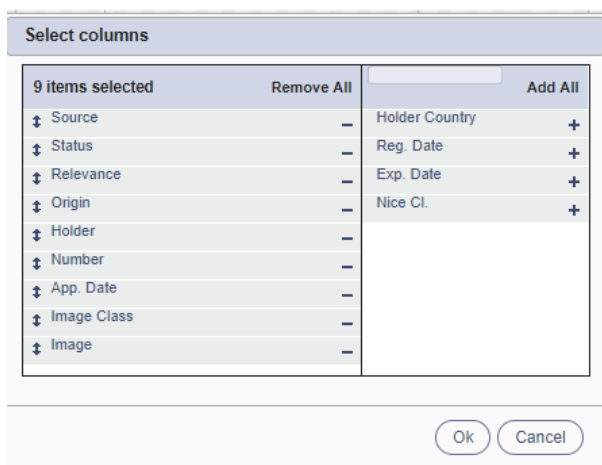 Select columns
9 items selected Remove All
Source
Status
Relevance
Origin
Holder
Number
App. Date
Image Class
Image
Add All
Holder Country
Reg. Date
Exp. Date
Nice Cl.
Ok Cancel